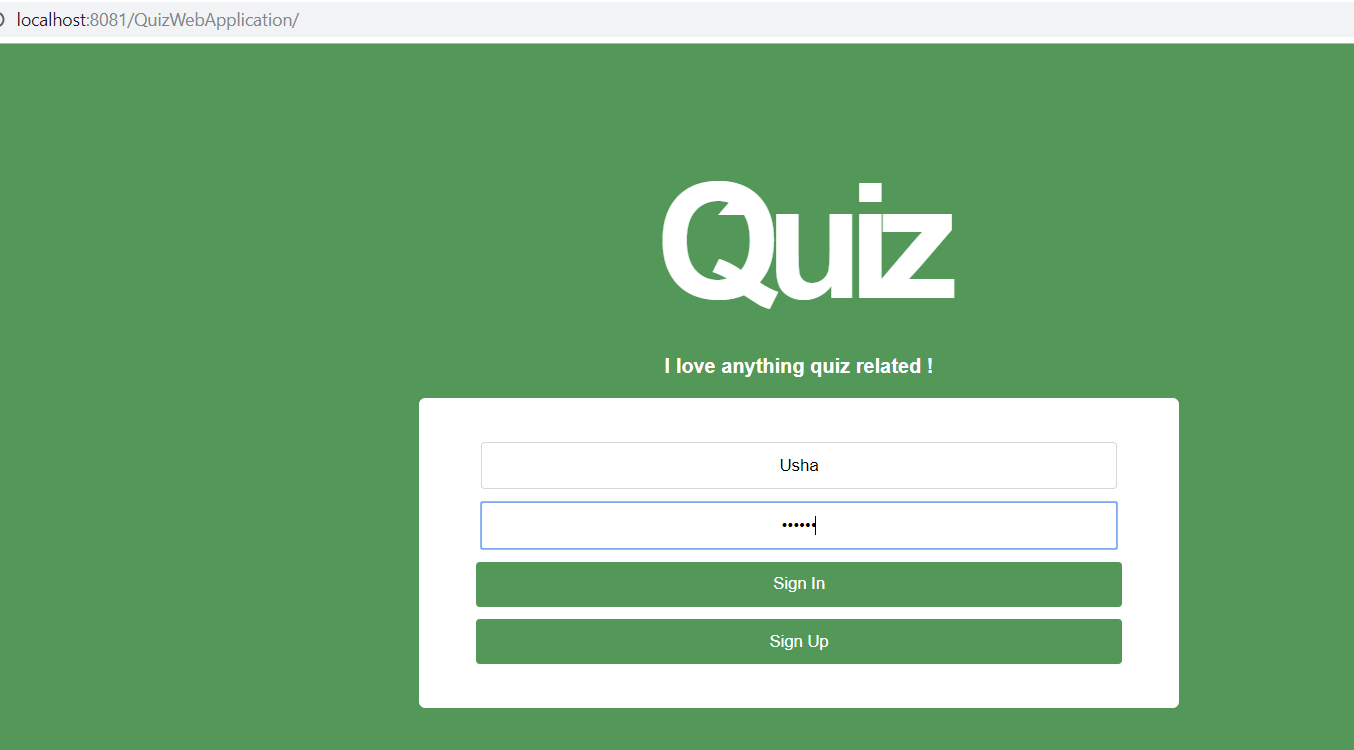 localhost:8081/QuizWebApplication/
Quiz
I love anything quiz related !
Usha
••••••
Sign In
Sign Up